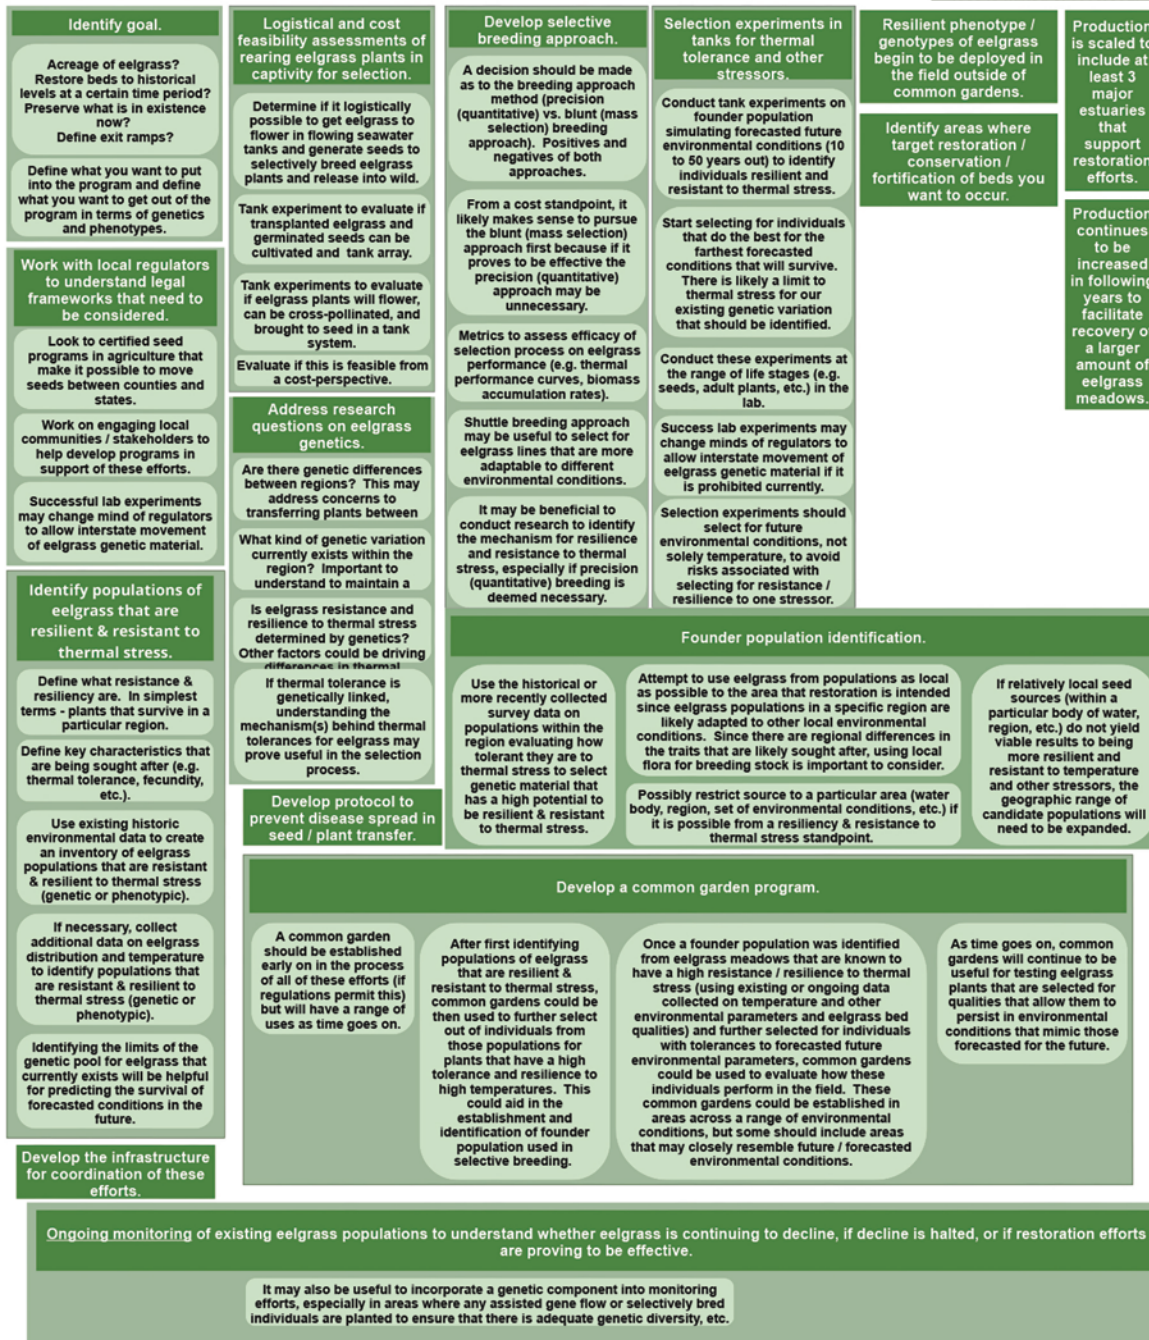 Identify goal.
Acreage of eelgrass?
Restore beds to historical
levels at a certain time period?
Preserve what is in existence
now?
Define exit ramps?
Define what you want to put
into the program and define
what you want to get out of the
program in terms of genetics
and phenotypes.
Work with local regulators
to understand legal
frameworks that need to
be considered.
Look to certified seed
programs in agriculture that
make it possible to move
seeds between counties and
states.
Work on engaging local
communities / stakeholders to
help develop programs in
support of these efforts.
Successful lab experiments
may change mind of regulators
to allow interstate movement
of eelgrass genetic material.
Identify populations of
eelgrass that are
resilient & resistant to
thermal stress.
Define what resistance &
resiliency are. In simplest
terms - plants that survive in a
particular region.
Define key characteristics that
are being sought after (e.g.
thermal tolerance, fecundity,
etc.).
Use existing historic
environmental data to create
an inventory of eelgrass
populations that are resistant
& resilient to thermal stress
(genetic or phenotypic).
If necessary, collect
additional data on eelgrass
distribution and temperature
to identify populations that
are resistant & resilient to
thermal stress (genetic or
phenotypic).
Identifying the limits of the
genetic pool for eelgrass that
currently exists will be helpful
for predicting the survival of
forecasted conditions in the
future.
Develop the infrastructure
for coordination of these
efforts.
Logistical and cost
feasibility assessments of
rearing eelgrass plants in
captivity for selection.
Determine if it logistically
possible to get eelgrass to
flower in flowing seawater
tanks and generate seeds to
selectively breed eelgrass
plants and release into wild.
Tank experiment to evaluate if
transplanted eelgrass and
germinated seeds can be
cultivated and tank array.
Tank experiments to evaluate
if eelgrass plants will flower,
can be cross-pollinated, and
brought to seed in a tank
system.
Evaluate if this is feasible from
a cost-perspective.
Address research
questions on eelgrass
genetics.
Are there genetic differences
between regions? This may
address concerns to
transferring plants between
What kind of genetic variation
currently exists within the
region? Important to
understand to maintain a
Is eelgrass resistance and
resilience to thermal stress
determined by genetics?
Other factors could be driving
differences in thermal
If thermal tolerance is
genetically linked,
understanding the
mechanism(s) behind thermal
tolerances for eelgrass may
prove useful in the selection
process.
Develop protocol to
prevent disease spread in
seed / plant transfer.
Develop selective
breeding approach.
A decision should be made
as to the breeding approach
method (precision
(quantitative) vs. blunt (mass
selection) breeding
approach). Positives and
negatives of both
approaches.
From a cost standpoint, it
likely makes sense to pursue
the blunt (mass selection)
approach first because if it
proves to be effective the
precision (quantitative)
approach may be
unnecessary.
Metrics to assess efficacy of
selection process on eelgrass
performance (e.g. thermal
performance curves, biomass
accumulation rates).
Shuttle breeding approach
may be useful to select for
eelgrass lines that are more
adaptable to different
environmental conditions.
It may be beneficial to
conduct research to identify
the mechanism for resilience
and resistance to thermal
stress, especially if precision
(quantitative) breeding is
deemed necessary.
Selection experiments in
tanks for thermal
tolerance and other
stressors.
Conduct tank experiments on
founder population
simulating forecasted future
environmental conditions (10
to 50 years out) to identify
individuals resilient and
resistant to thermal stress.
Start selecting for individuals
that do the best for the
farthest forecasted
conditions that will survive.
There is likely a limit to
thermal stress for our
existing genetic variation
that should be identified.
Conduct these experiments at
the range of life stages (e.g.
seeds, adult plants, etc.) in the
lab.
Success lab experiments may
change minds of regulators to
allow interstate movement of
eelgrass genetic material if it
is prohibited currently.
Selection experiments should
select for future
environmental conditions, not
solely temperature, to avoid
risks associated with
selecting for resistance /
resilience to one stressor.
Resilient phenotype /
genotypes of eelgrass
begin to be deployed in
the field outside of
common gardens.
Identify areas where
target restoration /
conservation /
fortification of beds you
want to occur.
Production
is scaled to
include at
least 3
major
estuaries
that
support
restoration
efforts.
Production
continues
to be
increased
in following
years to
facilitate
recovery of
a larger
amount of
eelgrass
meadows.
Founder population identification.
Use the historical or
more recently collected
survey data on
populations within the
region evaluating how
tolerant they are to
thermal stress to select
genetic material that
has a high potential to
be resilient & resistant
to thermal stress.
Attempt to use eelgrass from populations as local
as possible to the area that restoration is intended
since eelgrass populations in a specific region are
likely adapted to other local environmental
conditions. Since there are regional differences in
the traits that are likely sought after, using local
flora for breeding stock is important to consider.
Possibly restrict source to a particular area (water
body, region, set of environmental conditions, etc.) if
it is possible from a resiliency & resistance to
thermal stress standpoint.
If relatively local seed
sources (within a
particular body of water,
region, etc.) do not yield
viable results to being
more resilient and
resistant to temperature
and other stressors, the
geographic range of
candidate populations will
need to be expanded.
Develop a common garden program.
A common garden
should be established
early on in the process
of all of these efforts (if
regulations permit this)
but will have a range of
uses as time goes on.
After first identifying
populations of eelgrass
that are resilient &
resistant to thermal stress,
common gardens could be
then used to further select
out of individuals from
those populations for
plants that have a high
tolerance and resilience to
high temperatures. This
could aid in the
establishment and
identification of founder
population used in
selective breeding.
Once a founder population was identified
from eelgrass meadows that are known to
have a high resistance / resilience to thermal
stress (using existing or ongoing data
collected on temperature and other
environmental parameters and eelgrass bed
qualities) and further selected for individuals
with tolerances to forecasted future
environmental parameters, common gardens
could be used to evaluate how these
individuals perform in the field. These
common gardens could be established in
areas across a range of environmental
conditions, but some should include areas
that may closely resemble future / forecasted
environmental conditions.
As time goes on, common
gardens will continue to be
useful for testing eelgrass
plants that are selected for
qualities that allow them to
persist in environmental
conditions that mimic those
forecasted for the future.
Ongoing monitoring of existing eelgrass populations to understand whether eelgrass is continuing to decline, if decline is halted, or if restoration efforts
are proving to be effective.
It may also be useful to incorporate a genetic component into monitoring
efforts, especially in areas where any assisted gene flow or selectively bred
individuals are planted to ensure that there is adequate genetic diversity, etc.